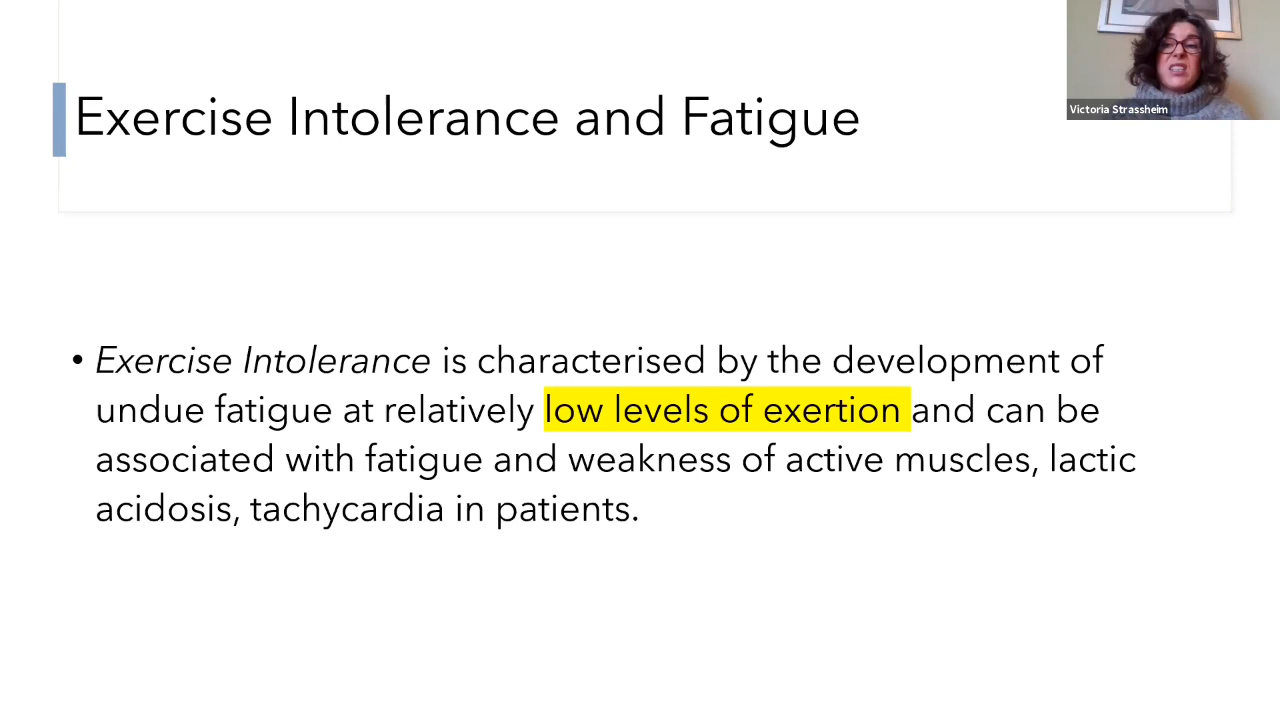 Exercise Intolerance and Fatigue
Victoria Strassheim
• Exercise Intolerance is characterised by the development of
undue fatigue at relatively low levels of exertion and can be
associated with fatigue and weakness of active muscles, lactic
acidosis, tachycardia in patients.